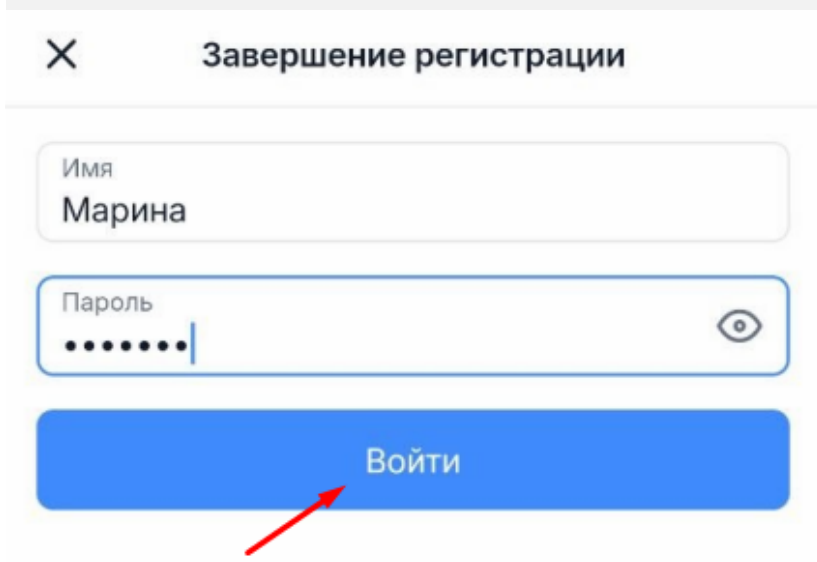 Завершение регистрации
Имя
Марина
Пароль
•••••••
Войти